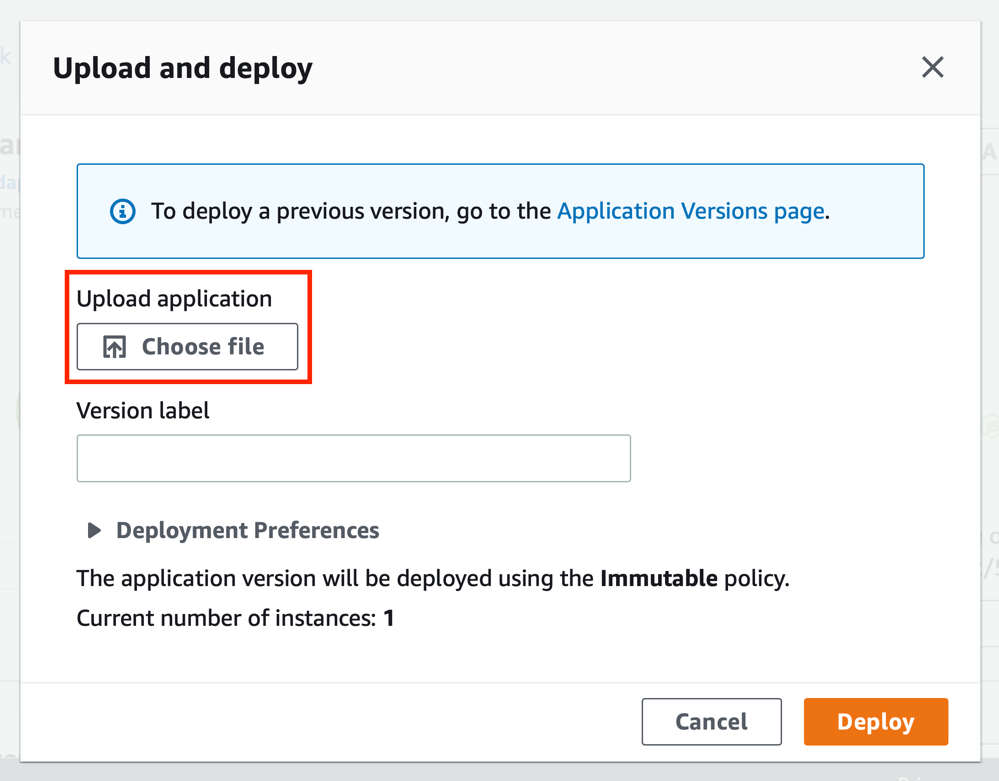 Upload and deploy
To deploy a previous version, go to the Application Versions page.
Upload application
Choose file
Version label
Deployment Preferences
The application version will be deployed using the Immutable policy.
Current number of instances: 1
Cancel
Deploy